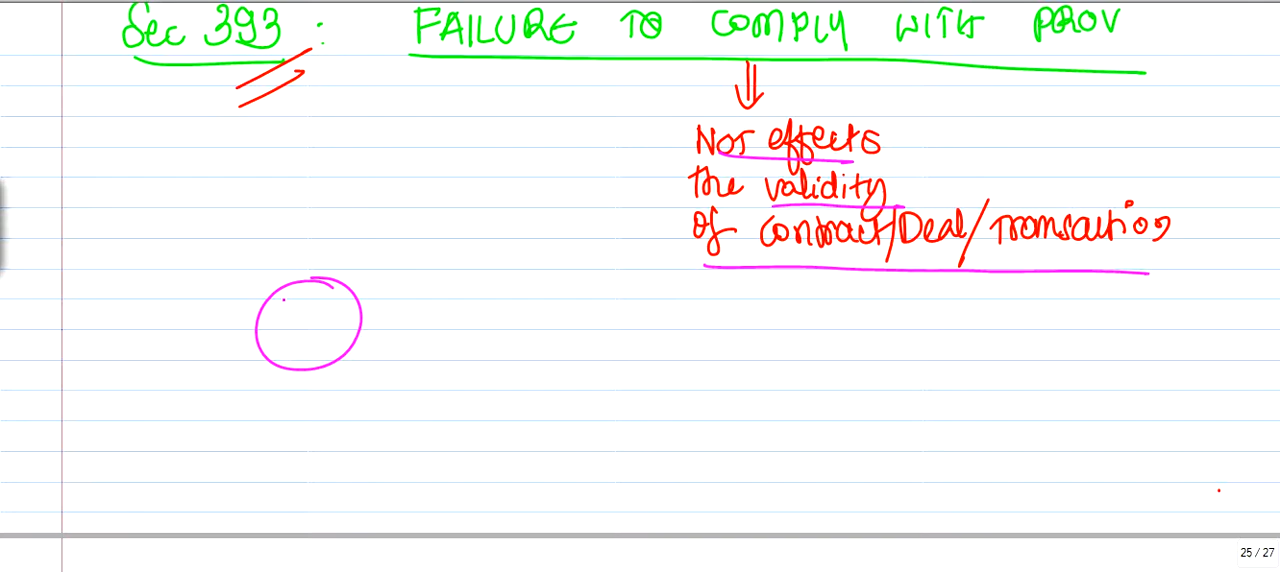 Sec 393 : FAILURE TO COMPLY WITH PROV
Not effects
the validity
of contract/Deal/Transaction
25 / 27